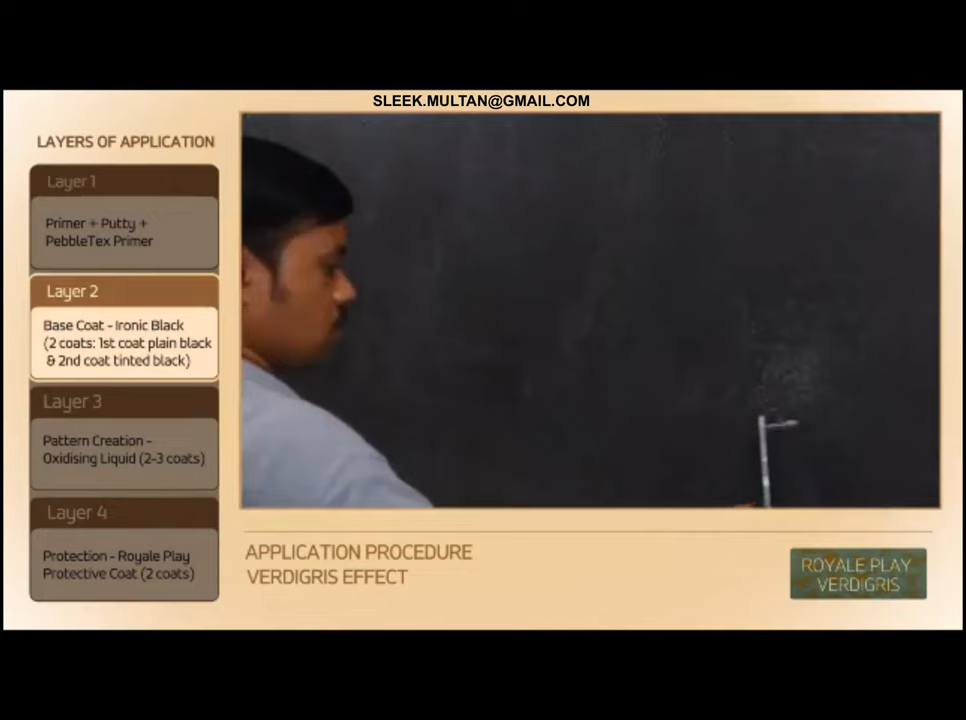 SLEEK.MULTAN@GMAIL.COM
LAYERS OF APPLICATION
Layer 1
Primer + Putty +
PebbleTex Primer
Layer 2
Base Coat - Ironic Black
(2 coats: 1st coat plain black
& 2nd coat tinted black)
Layer 3
Pattern Creation -
Oxidising Liquid (2-3 coats)
Layer 4
Protection - Royale Play
Protective Coat (2 coats)
APPLICATION PROCEDURE
VERDIGRIS EFFECT
ROYALE PLAY
VERDIGRIS